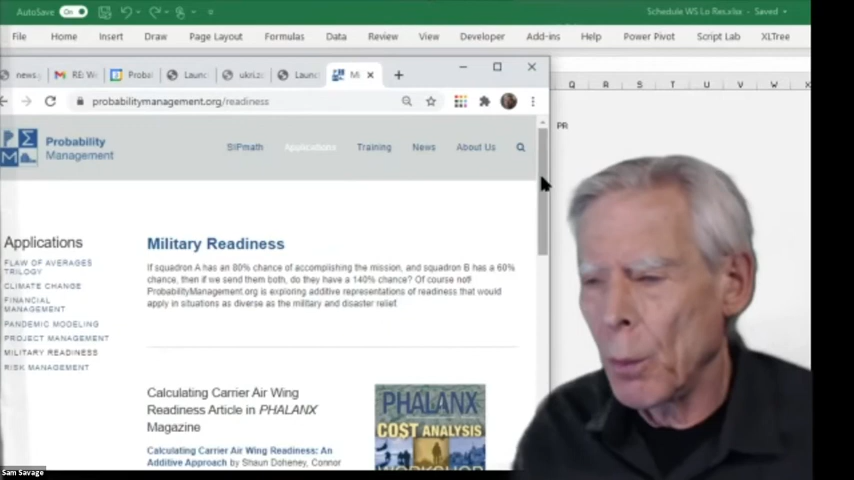 AutoSave On
Schedule WS Lo Res.xlsx - Saved
File Home Insert Draw Page Layout Formulas Data Review View Developer Add-ins Help Power Pivot Script Lab XLTree
news Proba Launc ukri.z Launc
probabilitymanagement.org/readiness
Q R S T U V W
PR
Probability
Management
SIPmath Applications Training News About Us
Applications
FLAW OF AVERAGES
TRILOGY
CLIMATE CHANGE
FINANCIAL
MANAGEMENT
PANDEMIC MODELING
PROJECT MANAGEMENT
MILITARY READINESS
RISK MANAGEMENT
Military Readiness
If squadron A has an 80% chance of accomplishing the mission, and squadron B has a 60%
chance, then if we send them both, do they have a 140% chance? Of course not!
ProbabilityManagement.org is exploring additive representations of readiness that would
apply in situations as diverse as the military and disaster relief.
Calculating Carrier Air Wing
Readiness Article in PHALANX
Magazine
Calculating Carrier Air Wing Readiness: An
Additive Approach by Shaun Doheney, Connor
PHALANX
COST ANALYSIS
WORKSHOP
Sam Savage